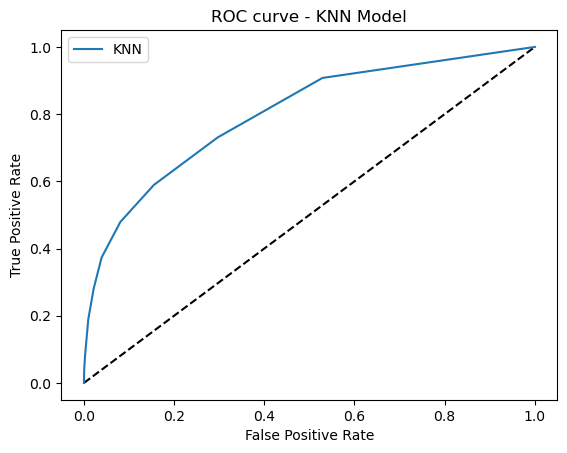 ROC curve - KNN Model
KNN
True Positive Rate
1.0
0.8
0.6
0.4
0.2
0.0
0.0 0.2 0.4 0.6 0.8 1.0
False Positive Rate